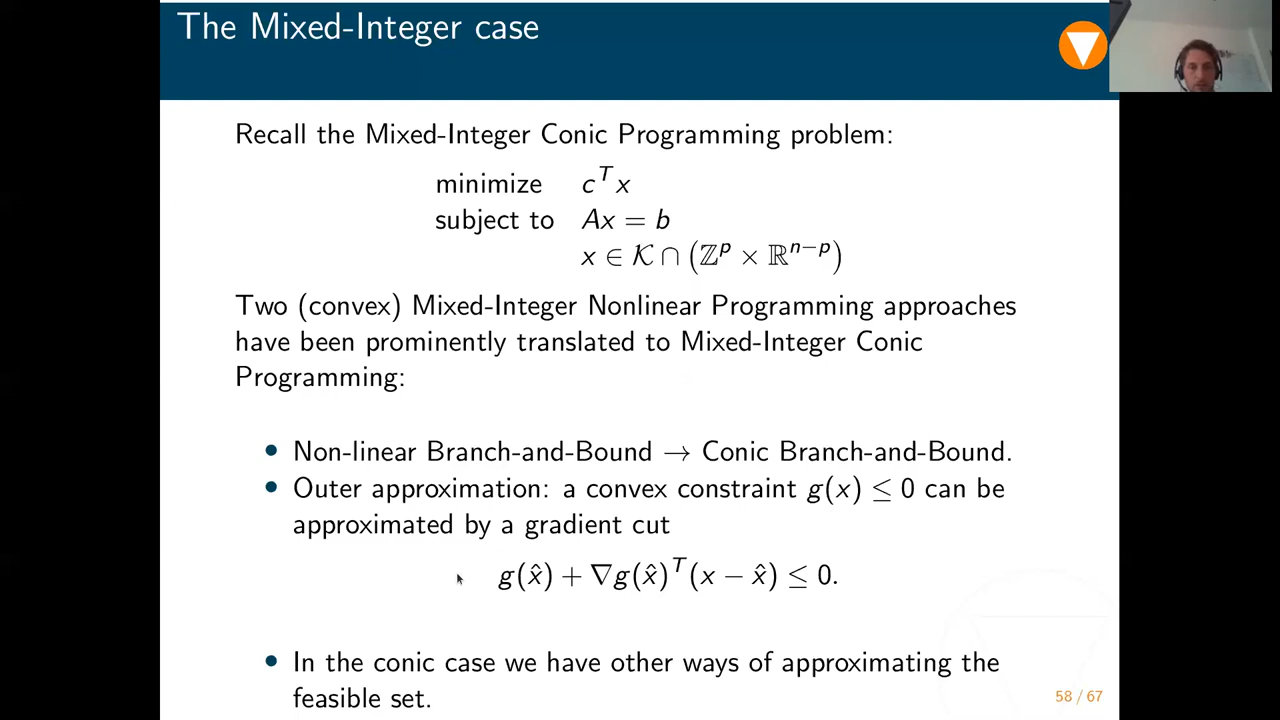 The Mixed-Integer case
Recall the Mixed-Integer Conic Programming problem:
minimize c^T x
subject to Ax = b
x ∈ 𝒦 ∩ (ℤ^p × ℝ^{n−p})
Two (convex) Mixed-Integer Nonlinear Programming approaches
have been prominently translated to Mixed-Integer Conic
Programming:
• Non-linear Branch-and-Bound → Conic Branch-and-Bound.
• Outer approximation: a convex constraint g(x) ≤ 0 can be
approximated by a gradient cut
g(x̂) + ∇g(x̂)^T (x − x̂) ≤ 0.
• In the conic case we have other ways of approximating the
feasible set.
58 / 67